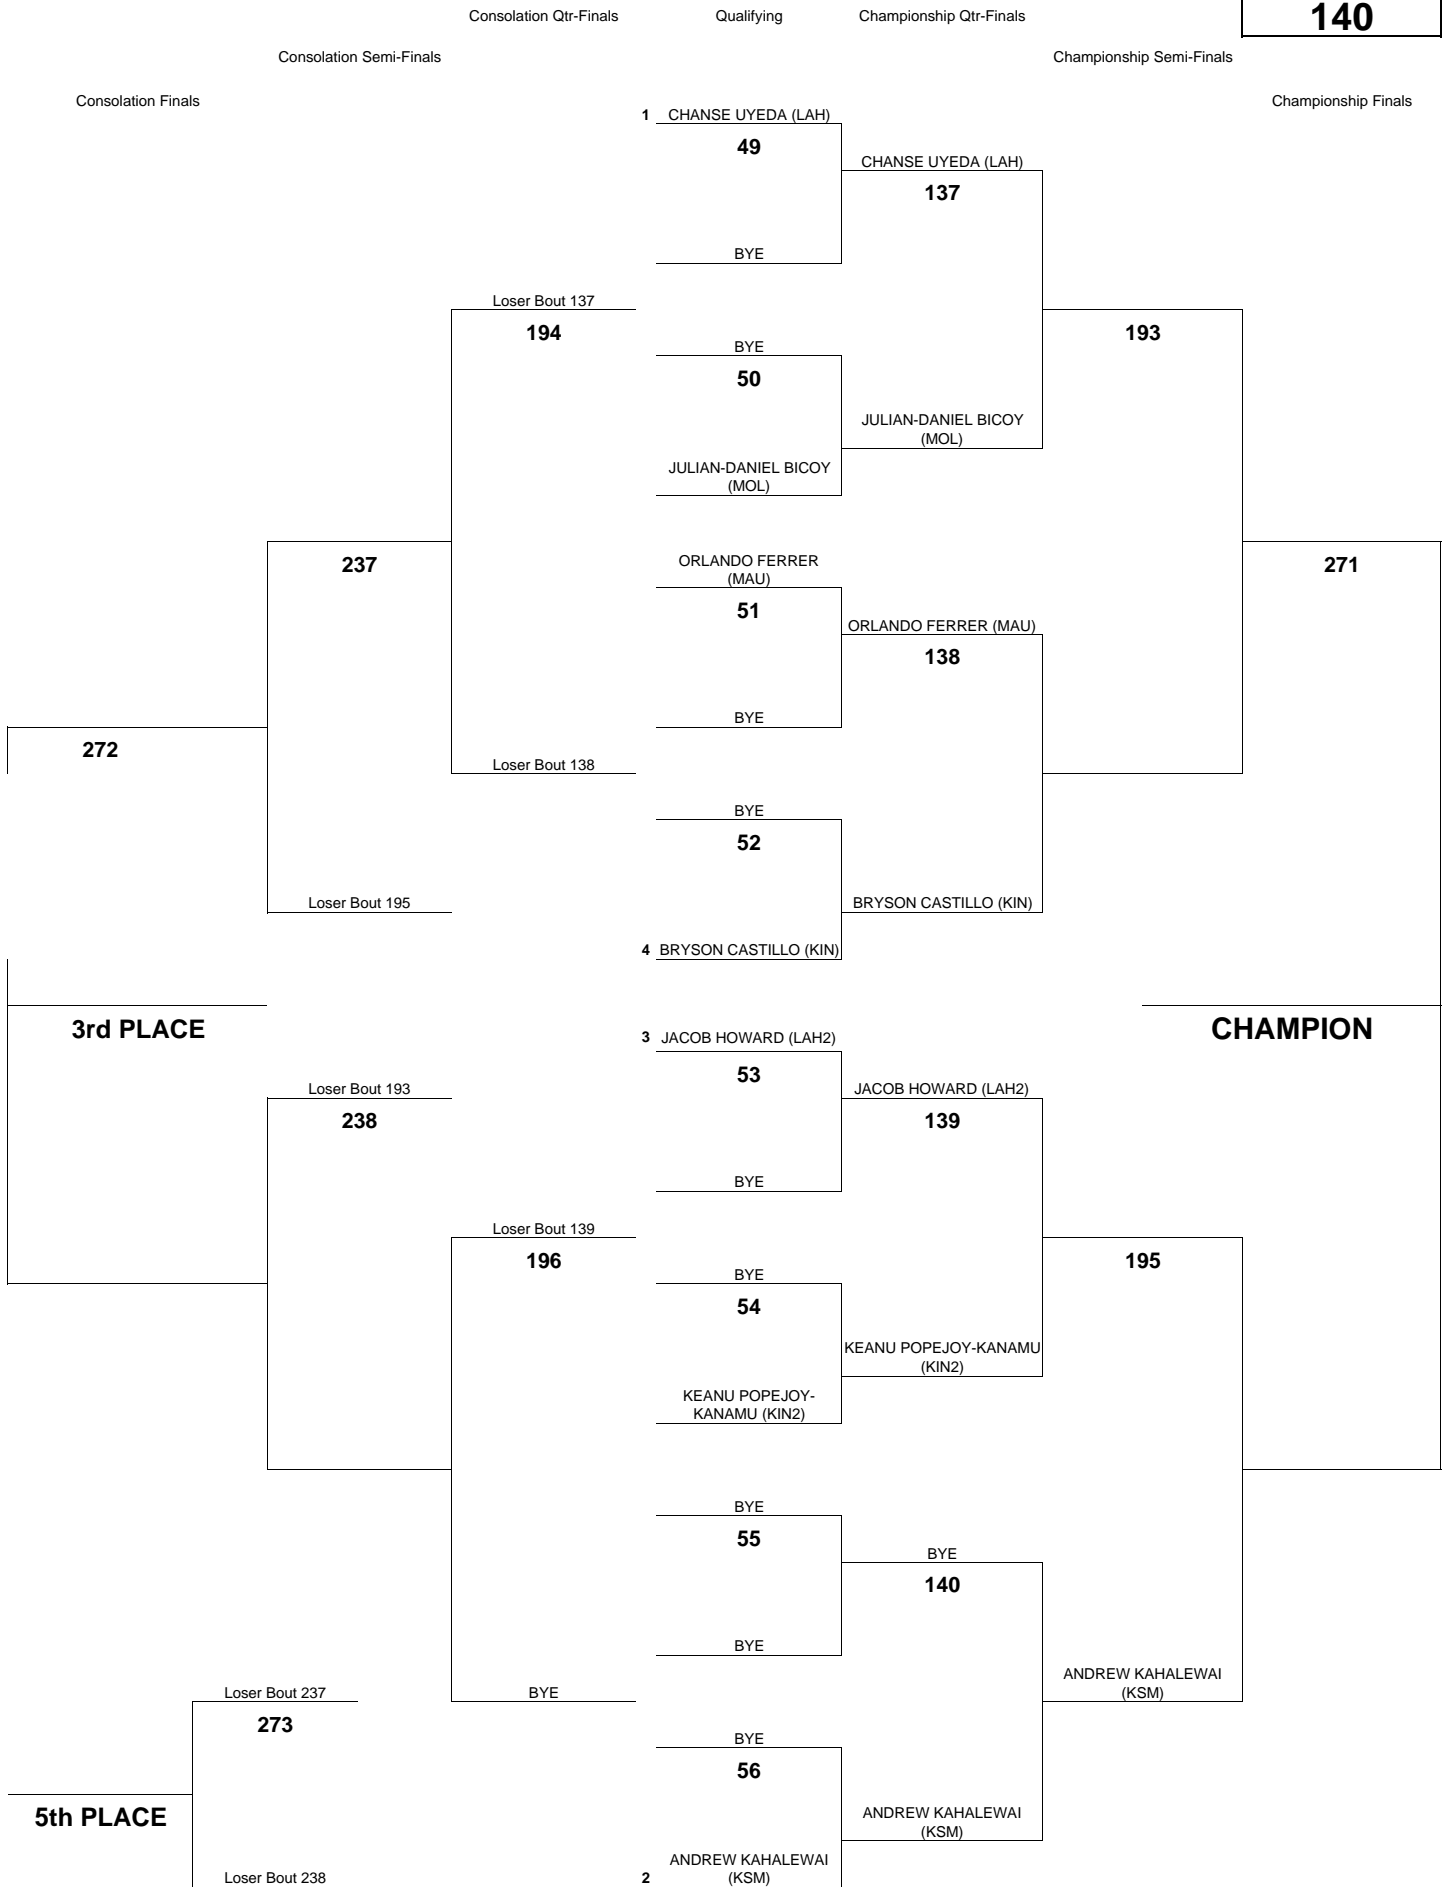 Consolation Qtr-Finals
Qualifying
Championship Qtr-Finals
140
Consolation Semi-Finals
Championship Semi-Finals
Consolation Finals
Championship Finals
1 CHANSE UYEDA (LAH)
49
CHANSE UYEDA (LAH)
137
BYE
Loser Bout 137
194
193
BYE
50
JULIAN-DANIEL BICOY
(MOL)
JULIAN-DANIEL BICOY
(MOL)
237
ORLANDO FERRER
(MAU)
271
51
ORLANDO FERRER (MAU)
138
BYE
272
Loser Bout 138
BYE
52
Loser Bout 195
BRYSON CASTILLO (KIN)
4 BRYSON CASTILLO (KIN)
3rd PLACE
CHAMPION
3 JACOB HOWARD (LAH2)
53
Loser Bout 193
JACOB HOWARD (LAH2)
238
139
BYE
Loser Bout 139
196
195
BYE
54
KEANU POPEJOY-KANAMU
(KIN2)
KEANU POPEJOY-
KANAMU (KIN2)
BYE
55
BYE
140
BYE
ANDREW KAHALEWAI
(KSM)
Loser Bout 237
BYE
273
BYE
56
5th PLACE
ANDREW KAHALEWAI
(KSM)
Loser Bout 238
2 ANDREW KAHALEWAI
(KSM)